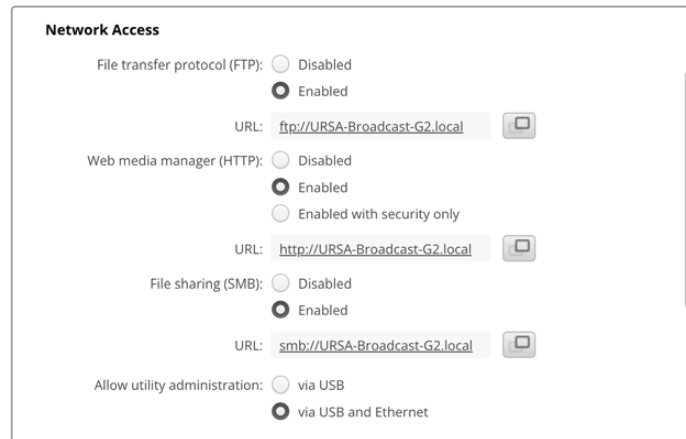 Network Access
File transfer protocol (FTP): Disabled
Enabled
URL: ftp://URSA-Broadcast-G2.local
Web media manager (HTTP): Disabled
Enabled
Enabled with security only
URL: http://URSA-Broadcast-G2.local
File sharing (SMB): Disabled
Enabled
URL: smb://URSA-Broadcast-G2.local
Allow utility administration: via USB
via USB and Ethernet